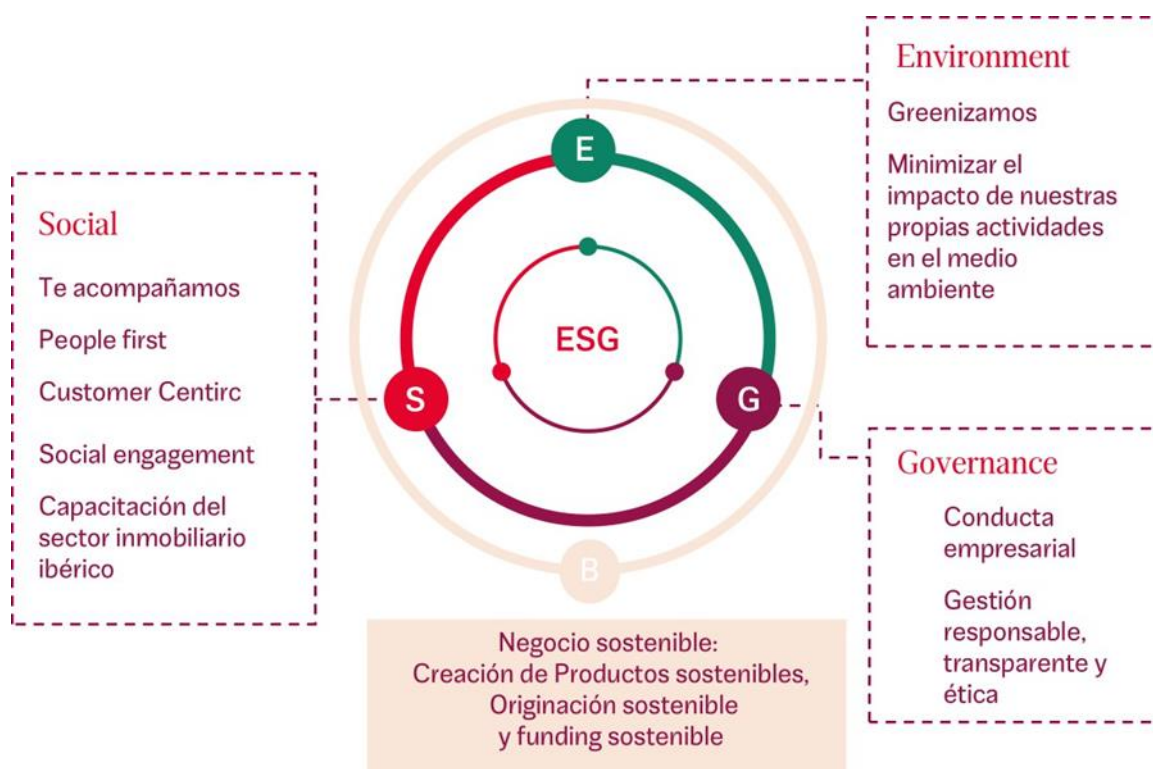 Environment
Greenizamos
Minimizar el
impacto de nuestras
propias actividades
en el medio
ambiente
E
Social
Te acompañamos
People first
Customer Centirc
Social engagement
Capacitación del
sector inmobiliario
ibérico
ESG
S
G
Governance
Conducta
empresarial
Gestión
responsable,
transparente y
ética
B
Negocio sostenible:
Creación de Productos sostenibles,
Originación sostenible
y funding sostenible